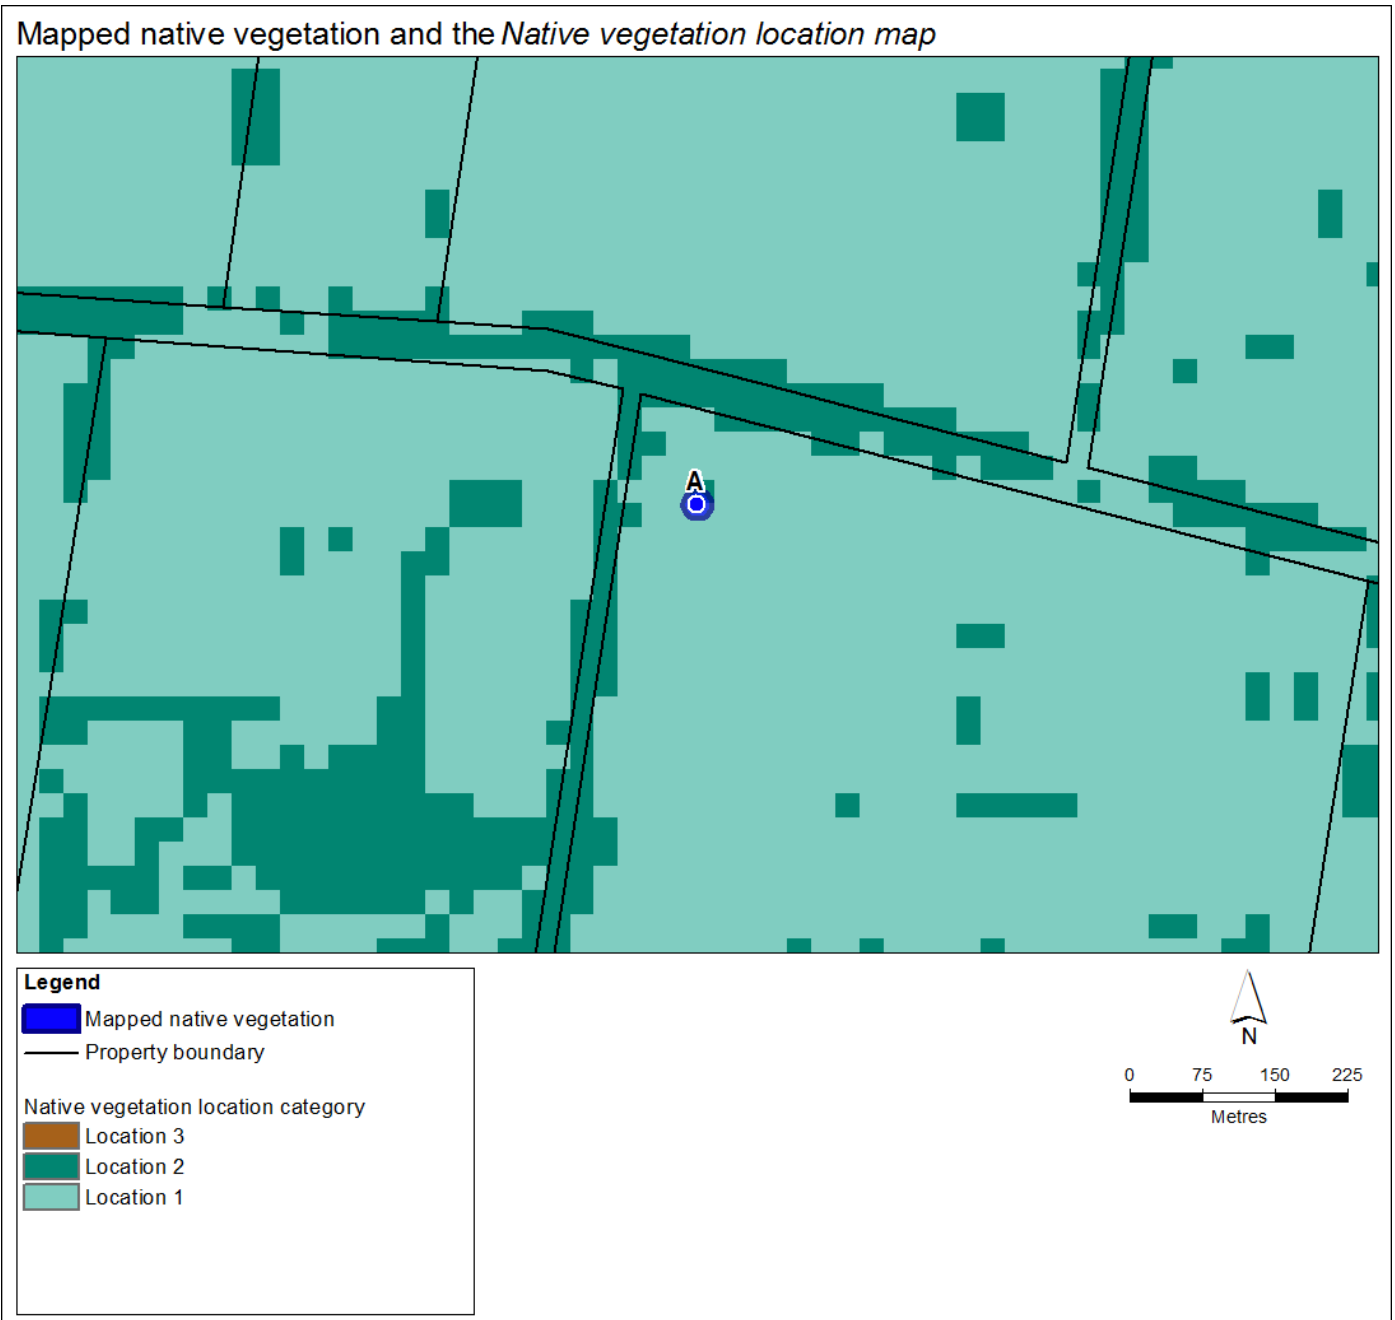 Mapped native vegetation and the Native vegetation location map
A
Legend
Mapped native vegetation
Property boundary
Native vegetation location category
Location 3
Location 2
Location 1
N
0 75 150 225
Metres